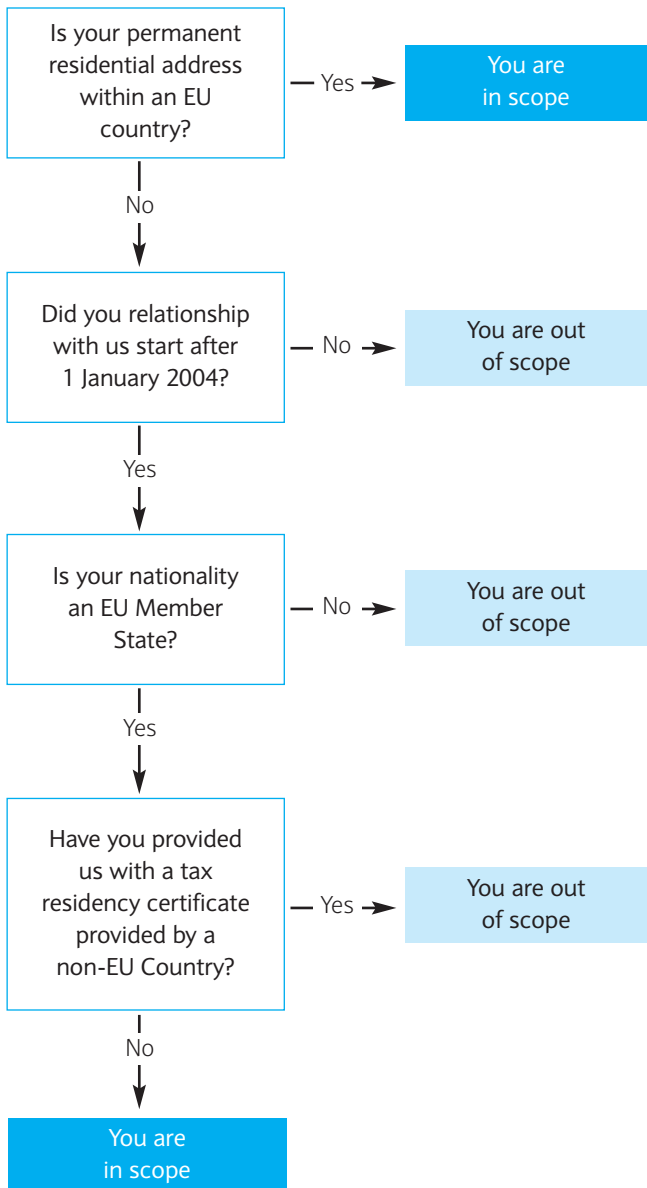 Is your permanent
residential address
within an EU
country?
Yes
You are
in scope
No
Did you relationship
with us start after
1 January 2004?
No
You are out
of scope
Yes
Is your nationality
an EU Member
State?
No
You are out
of scope
Yes
Have you provided
us with a tax
residency certificate
provided by a
non-EU Country?
Yes
You are out
of scope
No
You are
in scope